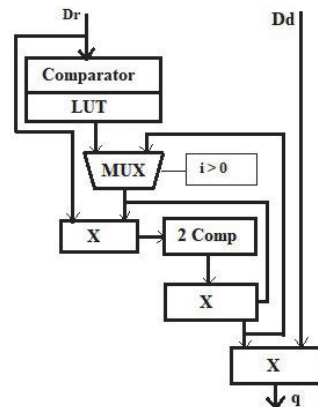 Dr
Dd
Comparator
LUT
MUX
i > 0
X
2 Comp
X
X
q